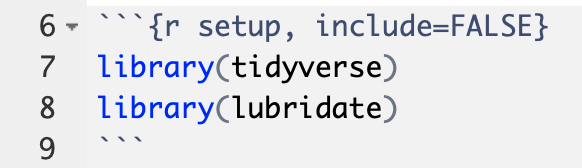 6 ```{r setup, include=FALSE}
7 library(tidyverse)
8 library(lubridate)
9 ```